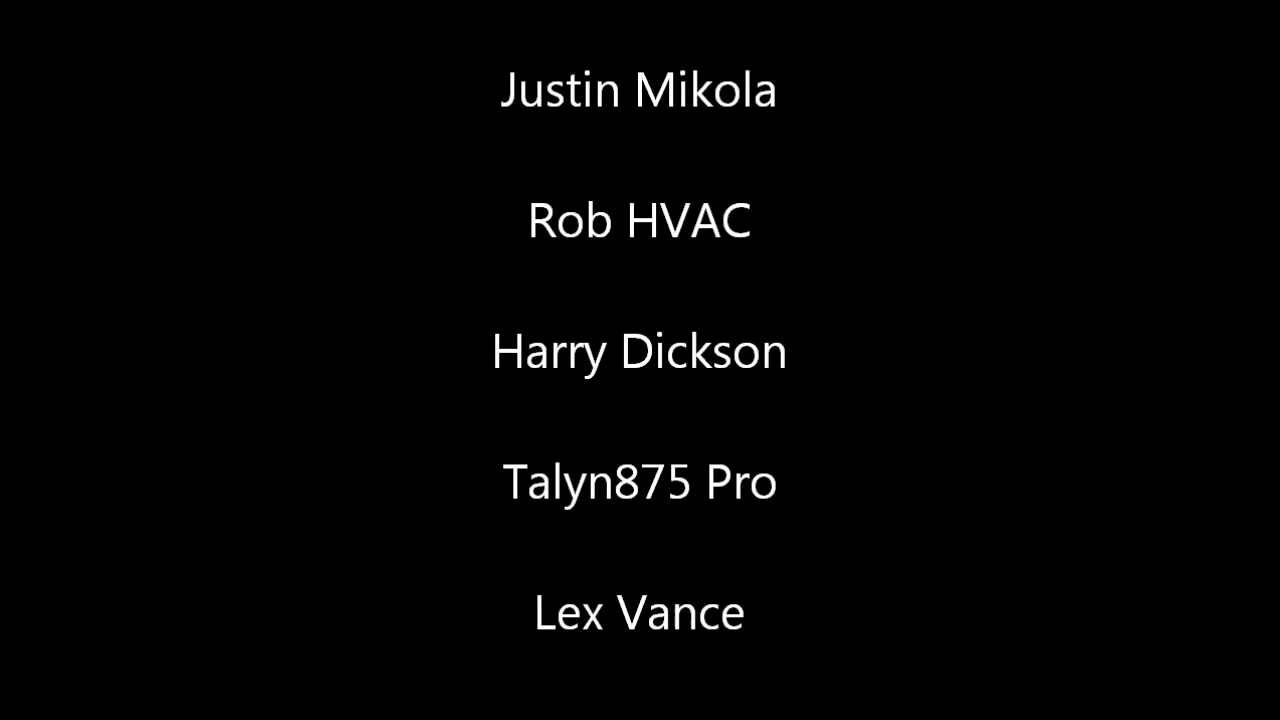 Justin Mikola
Rob HVAC
Harry Dickson
Talyn875 Pro
Lex Vance